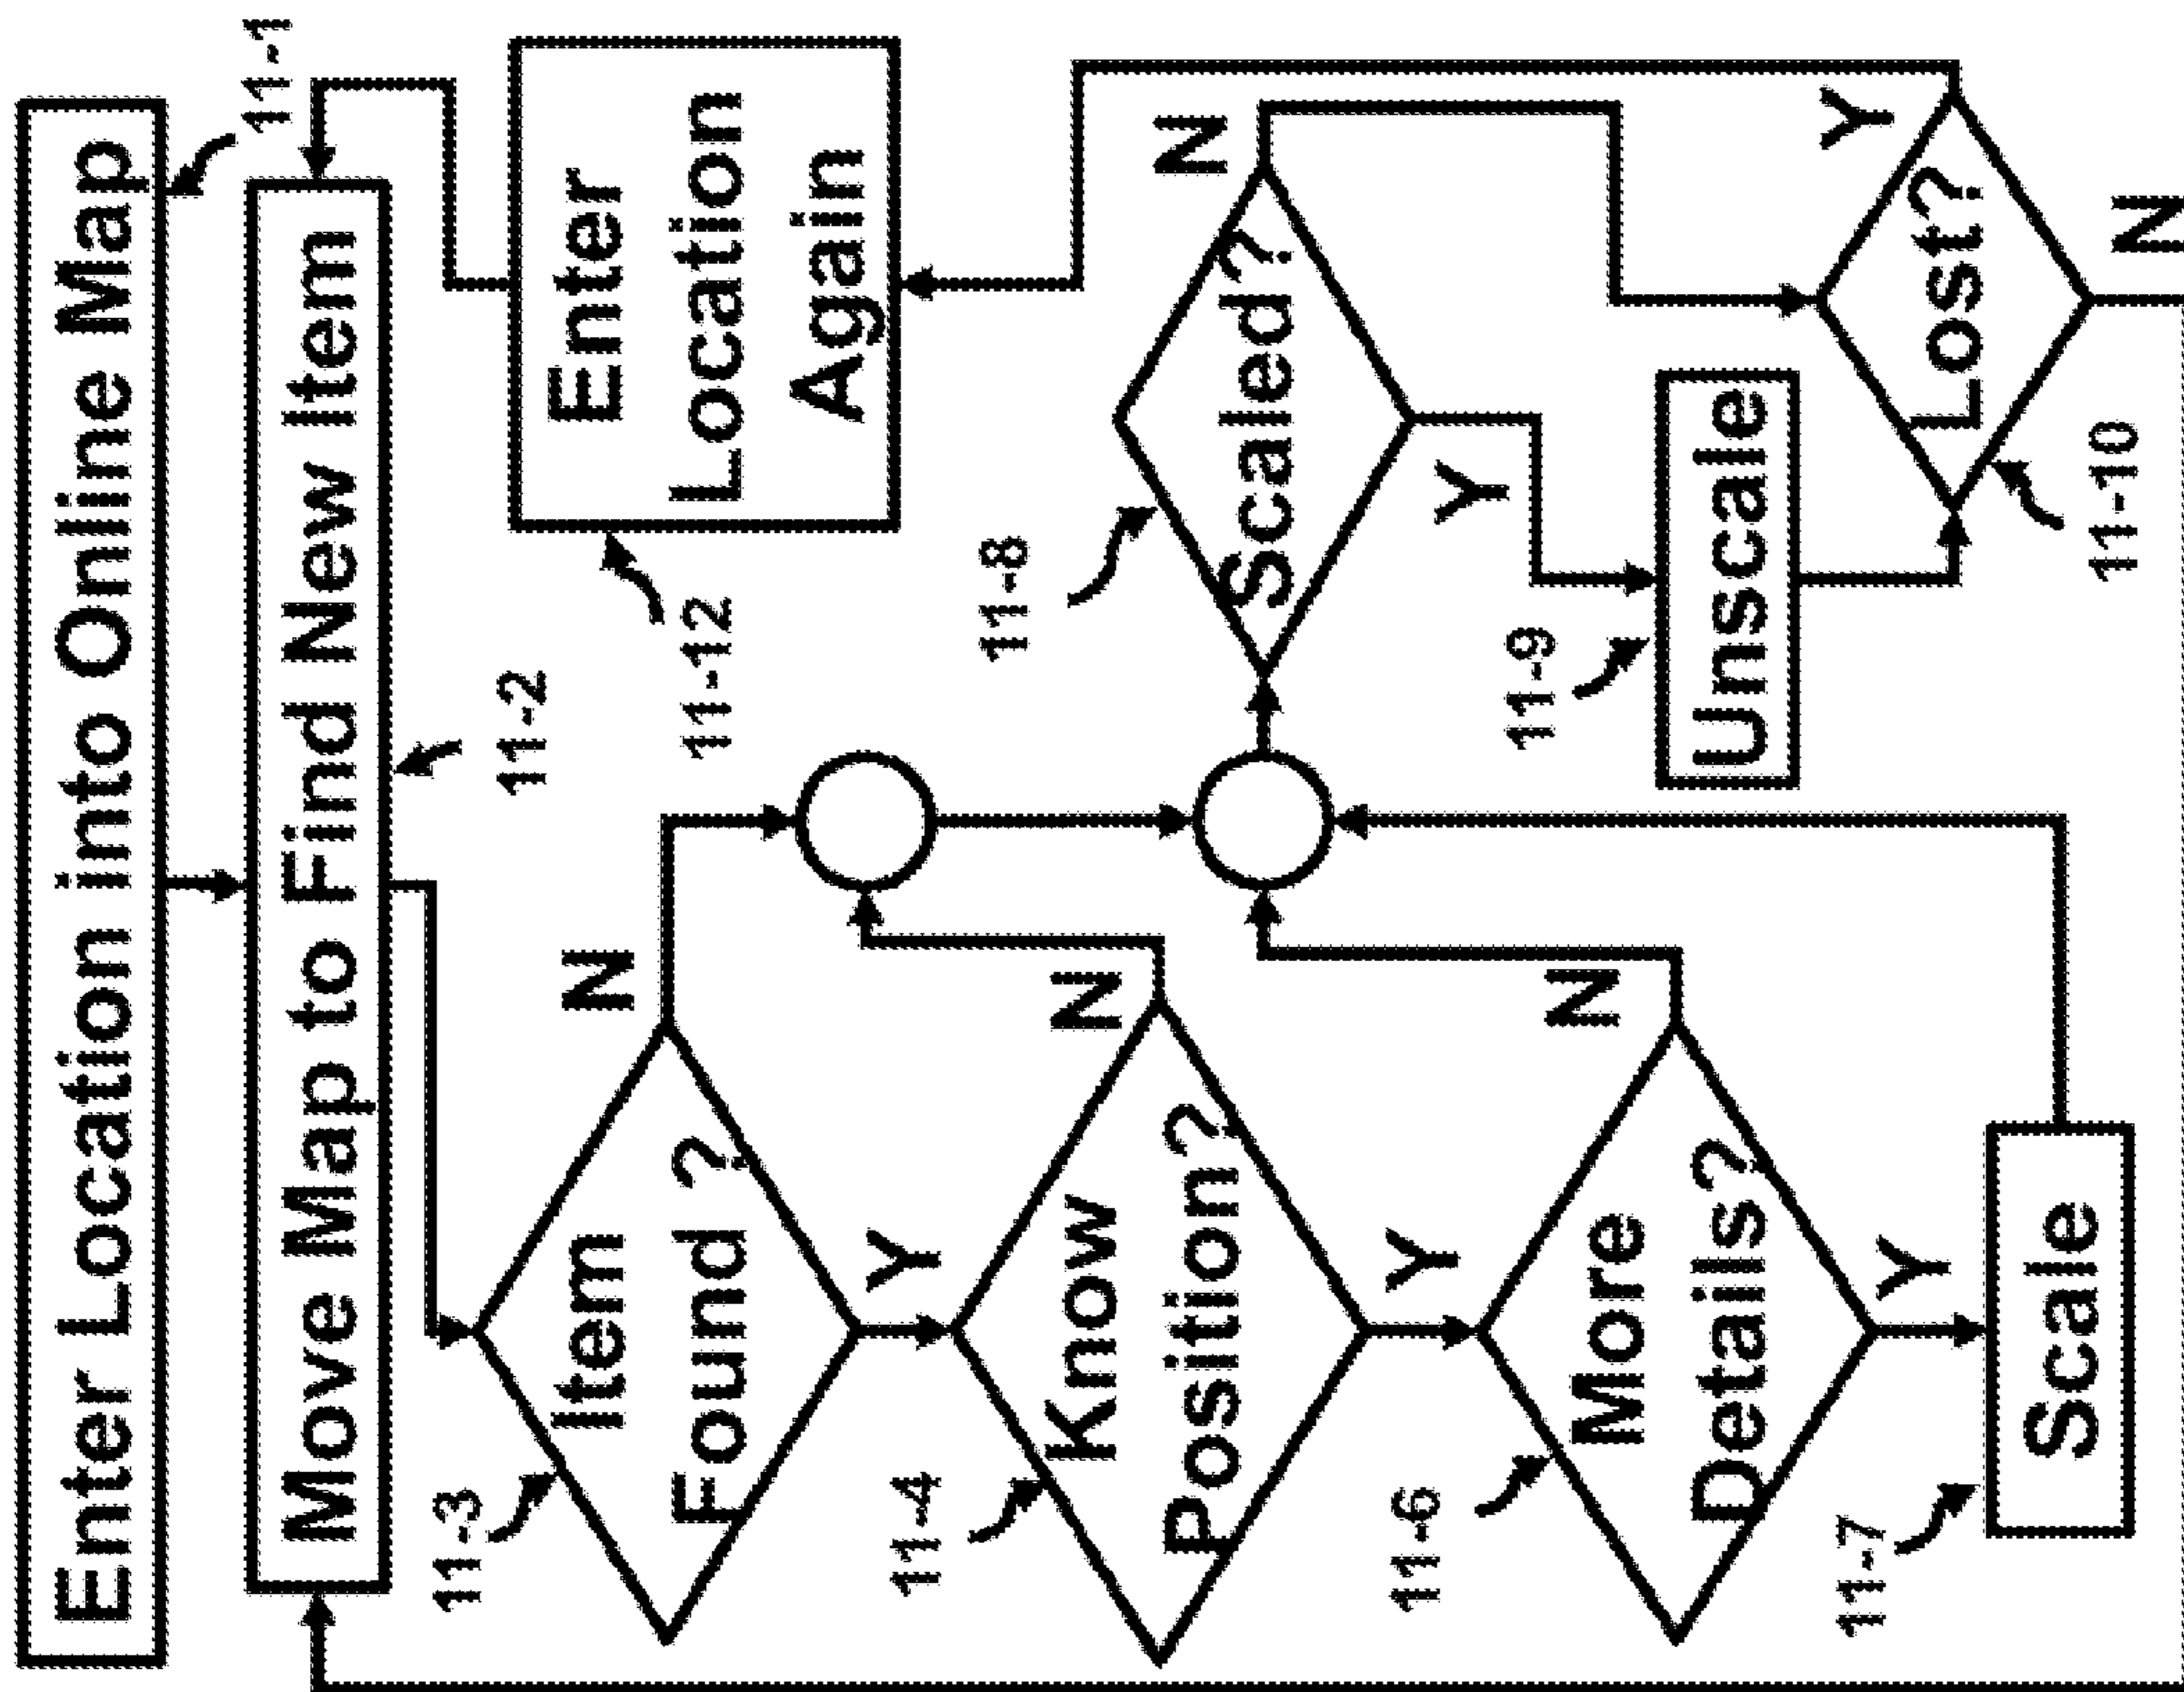 Enter Location into Online Map
11-1
Move Map to Find New Item
11-2
Item
Found ?
11-3
N
Y
Know
Position?
11-4
N
Y
More
Details?
11-6
N
Y
Scale
11-7
Enter
Location
Again
11-12
Scaled?
11-8
N
Y
Unscale
11-9
Lost?
11-10
Y
N